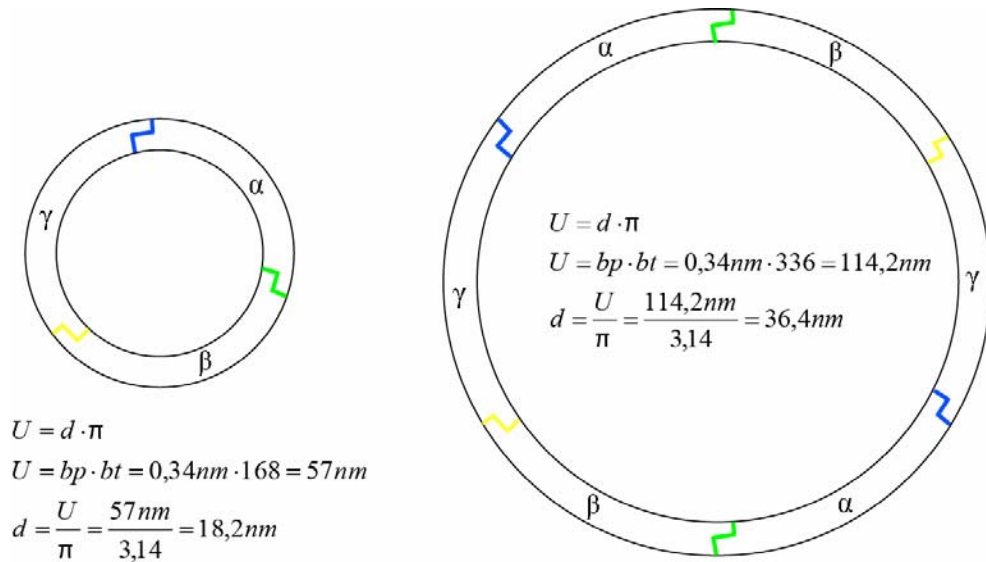 α
γ
β
U = d · π
U = bp · bt = 0,34nm · 168 = 57nm
d = U/π = 57nm/3,14 = 18,2nm
α
β
γ
γ
U = d · π
U = bp · bt = 0,34nm · 336 = 114,2nm
d = U/π = 114,2nm/3,14 = 36,4nm
β
α